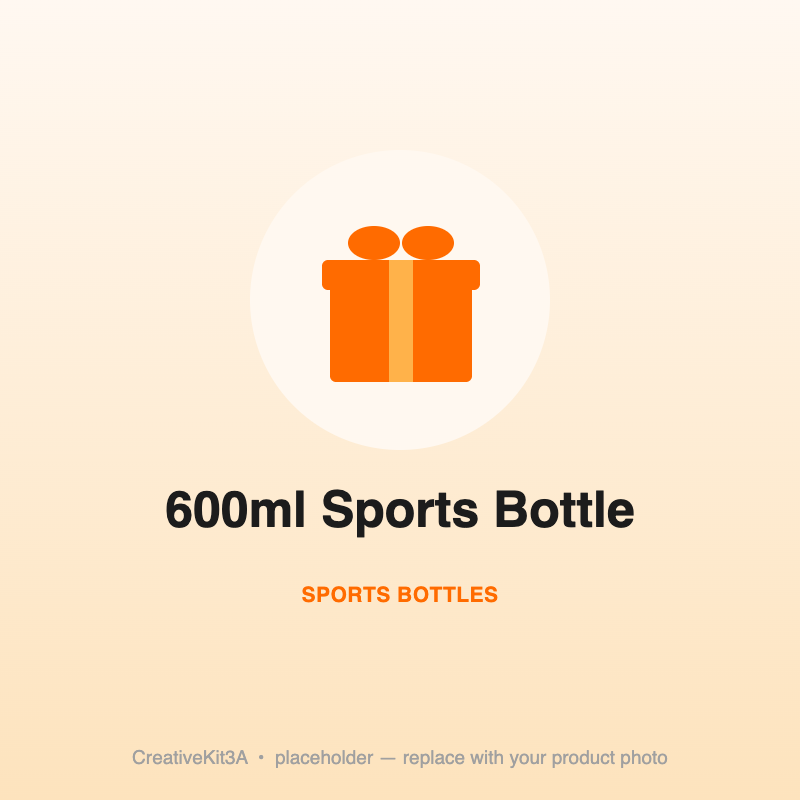 600ml Sports Bottle
SPORTS BOTTLES
CreativeKit3A • placeholder — replace with your product photo